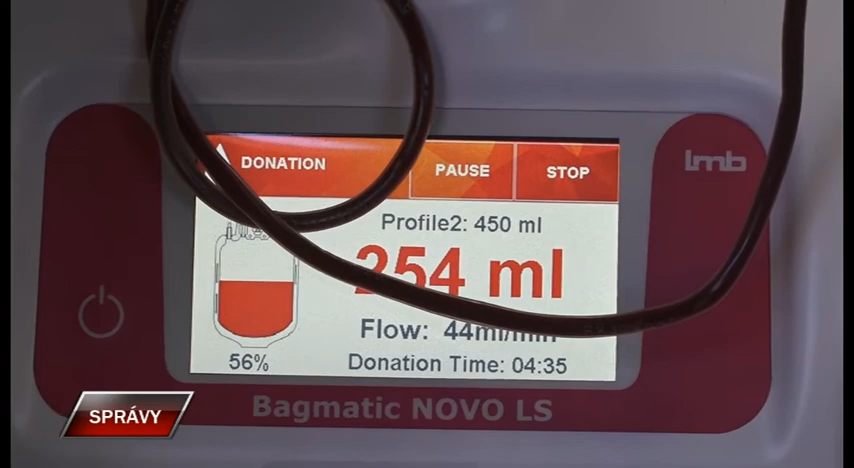 DONATION
PAUSE
STOP
lmb
Profile2: 450 ml
254 ml
Flow: 44ml/min
56%
Donation Time: 04:35
SPRÁVY
Bagmatic NOVO LS